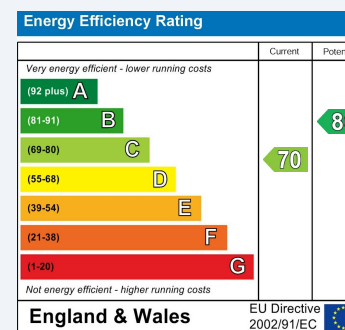 Energy Efficiency Rating
Current
Very energy efficient - lower running costs
(92 plus) A
(81-91) B
(69-80) C
70
(55-68) D
(39-54) E
(21-38) F
(1-20) G
Not energy efficient - higher running costs
England & Wales
EU Directive
2002/91/EC